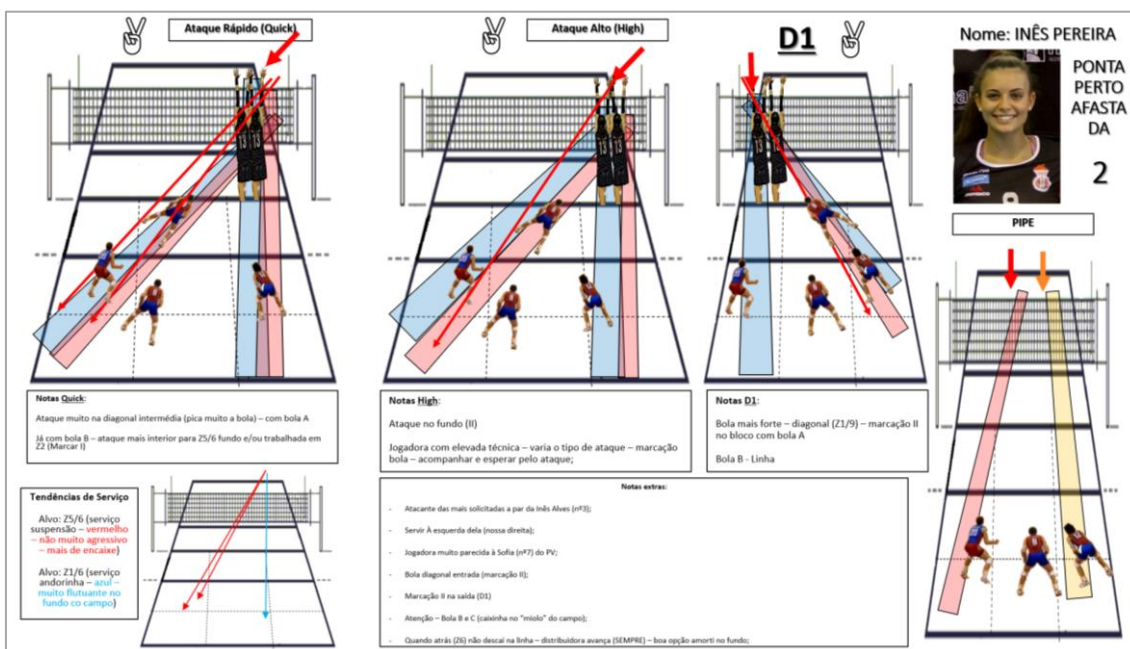 Ataque Rápido (Quick)
Ataque Alto (High)
D1
Nome: INÊS PEREIRA
PONTA
PERTO
AFASTA
DA
2
PIPE
Notas Quick:
Ataque muito na diagonal intermédia (pica muito a bola) – com bola A
Já com bola B – ataque mais interior para Z5/6 fundo e/ou trabalhada em
Z2 (Marcar I)
Notas High:
Ataque no fundo (II)
Jogadora com elevada técnica – varia o tipo de ataque – marcação
bola – acompanhar e esperar pelo ataque;
Notas D1:
Bola mais forte – diagonal (Z1/9) – marcação II
no bloco com bola A
Bola B - Linha
Tendências de Serviço
Alvo: Z5/6 (serviço
suspensão – vermelho
– não muito agressivo
– mais de encaixe)
Alvo: Z1/6 (serviço
andorinha – azul –
muito flutuante no
fundo co campo)
Notas extras:
- Atacante das mais solicitadas a par da Inês Alves (nº3);
- Servir À esquerda dela (nossa direita);
- Jogadora muito parecida à Sofia (nº7) do PV;
- Bola diagonal entrada (marcação II);
- Marcação II na saída (D1)
- Atenção – Bola B e C (caixinha no "miolo" do campo);
- Quando atrás (Z6) não descai na linha – distribuidora avança (SEMPRE) – boa opção amorti no fundo;